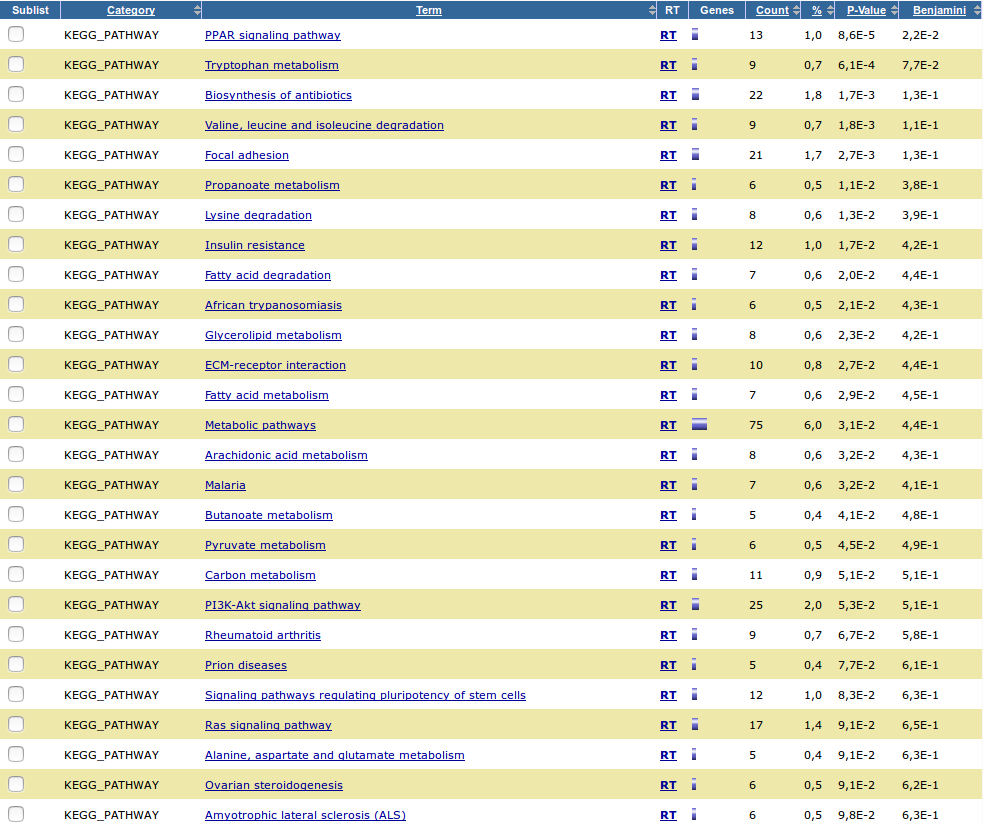 Sublist Category Term RT Genes Count % P-Value Benjamini
KEGG_PATHWAY PPAR signaling pathway RT 13 1,0 8,6E-5 2,2E-2
KEGG_PATHWAY Tryptophan metabolism RT 9 0,7 6,1E-4 7,7E-2
KEGG_PATHWAY Biosynthesis of antibiotics RT 22 1,8 1,7E-3 1,3E-1
KEGG_PATHWAY Valine, leucine and isoleucine degradation RT 9 0,7 1,8E-3 1,1E-1
KEGG_PATHWAY Focal adhesion RT 21 1,7 2,7E-3 1,3E-1
KEGG_PATHWAY Propanoate metabolism RT 6 0,5 1,1E-2 3,8E-1
KEGG_PATHWAY Lysine degradation RT 8 0,6 1,3E-2 3,9E-1
KEGG_PATHWAY Insulin resistance RT 12 1,0 1,7E-2 4,2E-1
KEGG_PATHWAY Fatty acid degradation RT 7 0,6 2,0E-2 4,4E-1
KEGG_PATHWAY African trypanosomiasis RT 6 0,5 2,1E-2 4,3E-1
KEGG_PATHWAY Glycerolipid metabolism RT 8 0,6 2,3E-2 4,2E-1
KEGG_PATHWAY ECM-receptor interaction RT 10 0,8 2,7E-2 4,4E-1
KEGG_PATHWAY Fatty acid metabolism RT 7 0,6 2,9E-2 4,5E-1
KEGG_PATHWAY Metabolic pathways RT 75 6,0 3,1E-2 4,4E-1
KEGG_PATHWAY Arachidonic acid metabolism RT 8 0,6 3,2E-2 4,3E-1
KEGG_PATHWAY Malaria RT 7 0,6 3,2E-2 4,1E-1
KEGG_PATHWAY Butanoate metabolism RT 5 0,4 4,1E-2 4,8E-1
KEGG_PATHWAY Pyruvate metabolism RT 6 0,5 4,5E-2 4,9E-1
KEGG_PATHWAY Carbon metabolism RT 11 0,9 5,1E-2 5,1E-1
KEGG_PATHWAY PI3K-Akt signaling pathway RT 25 2,0 5,3E-2 5,1E-1
KEGG_PATHWAY Rheumatoid arthritis RT 9 0,7 6,7E-2 5,8E-1
KEGG_PATHWAY Prion diseases RT 5 0,4 7,7E-2 6,1E-1
KEGG_PATHWAY Signaling pathways regulating pluripotency of stem cells RT 12 1,0 8,3E-2 6,3E-1
KEGG_PATHWAY Ras signaling pathway RT 17 1,4 9,1E-2 6,5E-1
KEGG_PATHWAY Alanine, aspartate and glutamate metabolism RT 5 0,4 9,1E-2 6,3E-1
KEGG_PATHWAY Ovarian steroidogenesis RT 6 0,5 9,1E-2 6,2E-1
KEGG_PATHWAY Amyotrophic lateral sclerosis (ALS) RT 6 0,5 9,8E-2 6,3E-1